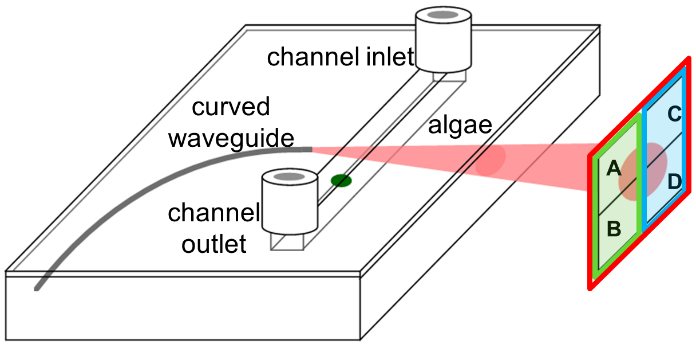 channel inlet
curved
waveguide
algae
channel
outlet
A
B
C
D